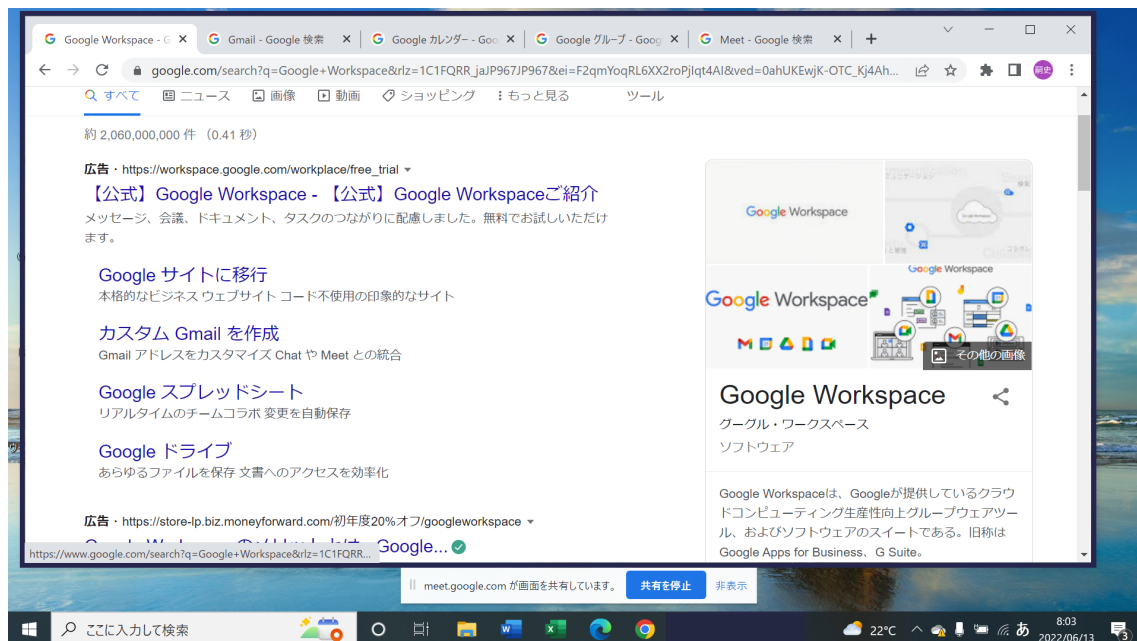 Google Workspace - G
Gmail - Google 検索
Google カレンダー - Goo
Google グループ - Goog
Meet - Google 検索
google.com/search?q=Google+Workspace&rlz=1C1FQRR_jaJP967JP967&ei=F2qmYoqRL6XX2roPjIqt4AI&ved=0ahUKEwjK-OTC_Kj4Ah...
嗣史
すべて ニュース 画像 動画 ショッピング もっと見る ツール
約 2,060,000,000 件 （0.41 秒）
広告・https://workspace.google.com/workplace/free_trial
【公式】Google Workspace - 【公式】Google Workspaceご紹介
メッセージ、会議、ドキュメント、タスクのつながりに配慮しました。無料でお試しいただけ
ます。
Google サイトに移行
本格的なビジネス ウェブサイト コード不使用の印象的なサイト
カスタム Gmail を作成
Gmail アドレスをカスタマイズ Chat や Meet との統合
Google スプレッドシート
リアルタイムのチームコラボ 変更を自動保存
Google ドライブ
あらゆるファイルを保存 文書へのアクセスを効率化
広告・https://store-lp.biz.moneyforward.com/初年度20%オフ/googleworkspace
Google...
https://www.google.com/search?q=Google+Workspace&rlz=1C1FQRR...
Google Workspace
Google Workspace
Google Workspace
その他の画像
Google Workspace
グーグル・ワークスペース
ソフトウェア
Google Workspaceは、Googleが提供しているクラウ
ドコンピューティング生産性向上グループウェアツー
ル、およびソフトウェアのスイートである。旧称は
Google Apps for Business、G Suite。
meet.google.com が画面を共有しています。
共有を停止
非表示
ここに入力して検索
22°C
あ
8:03
2022/06/13
3